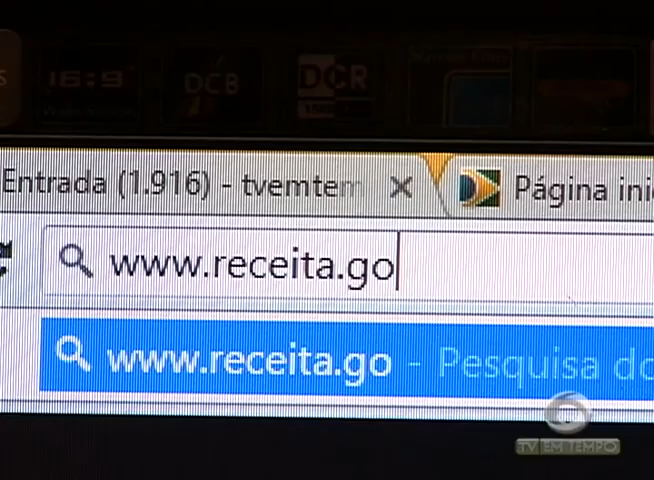 16:9
DCB
DCR
Entrada (1.916) - tvemtem
Página ini
www.receita.go
www.receita.go - Pesquisa do
TV EM TEMPO